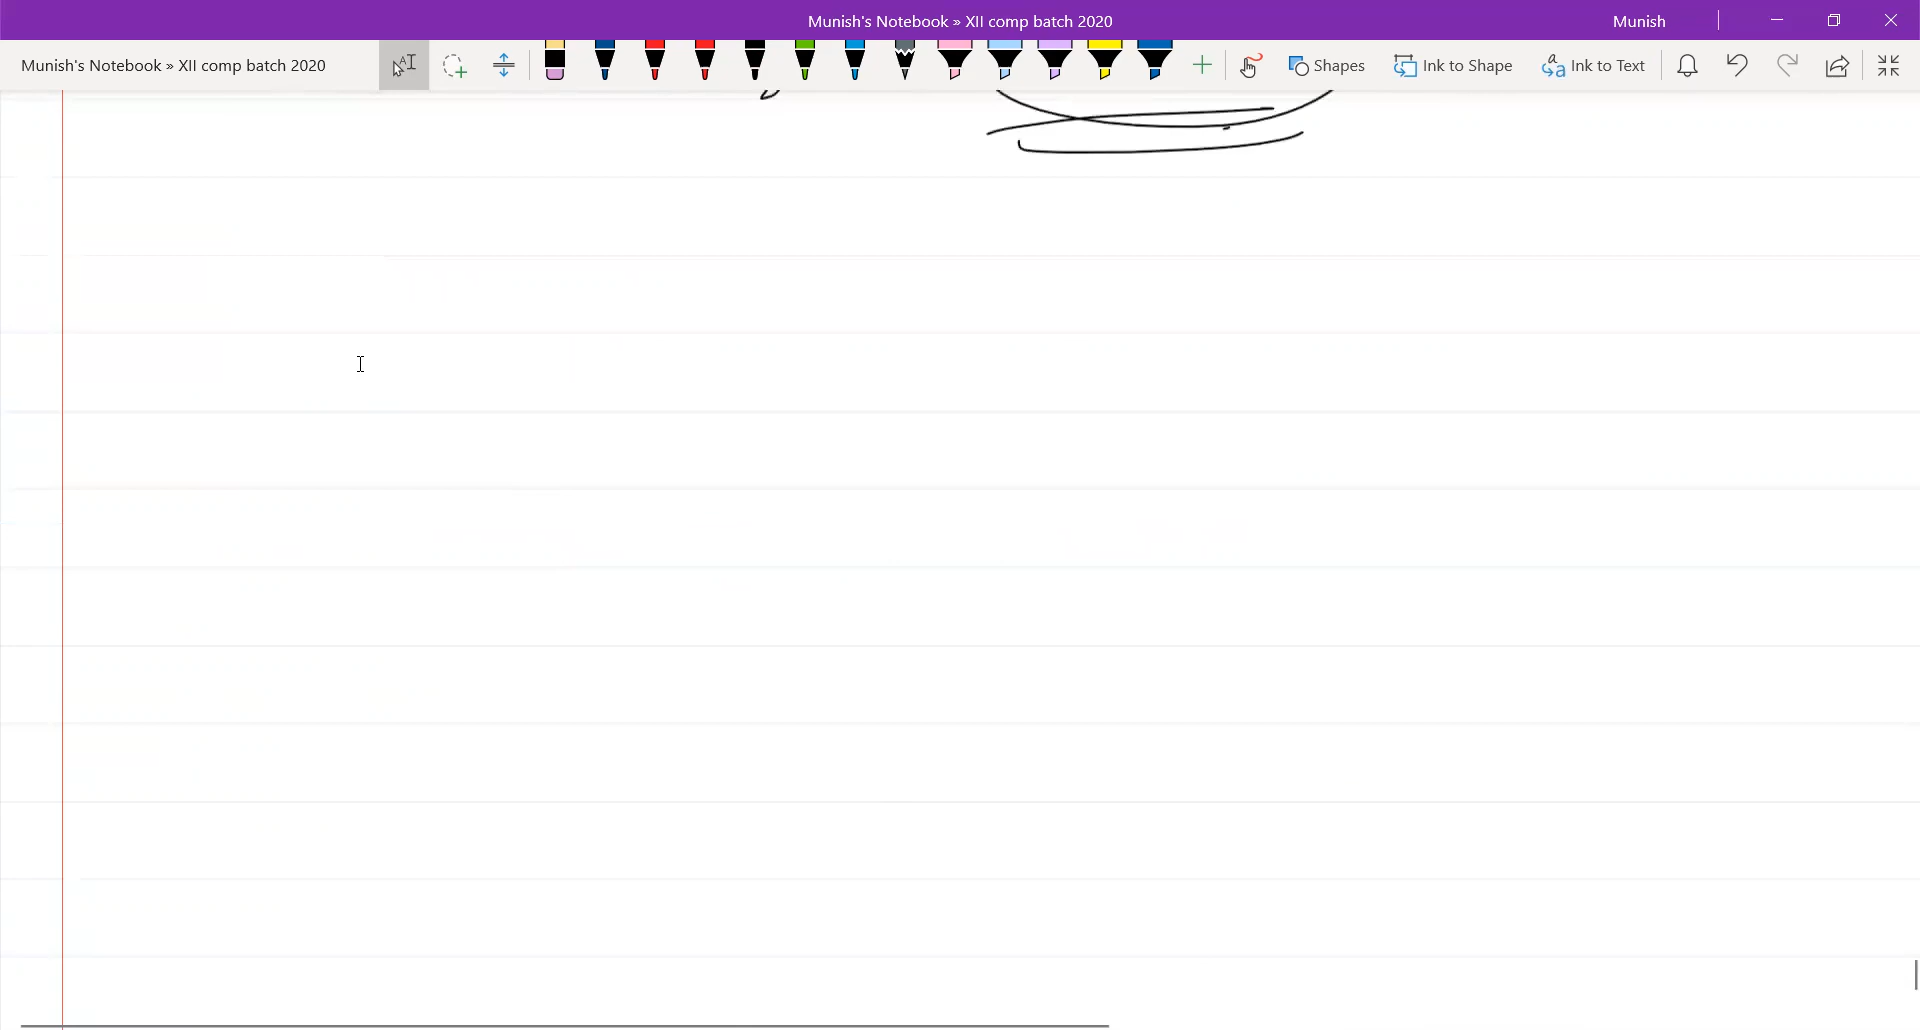 Munish's Notebook » XII comp batch 2020
Munish
Munish's Notebook » XII comp batch 2020
Shapes
Ink to Shape
Ink to Text